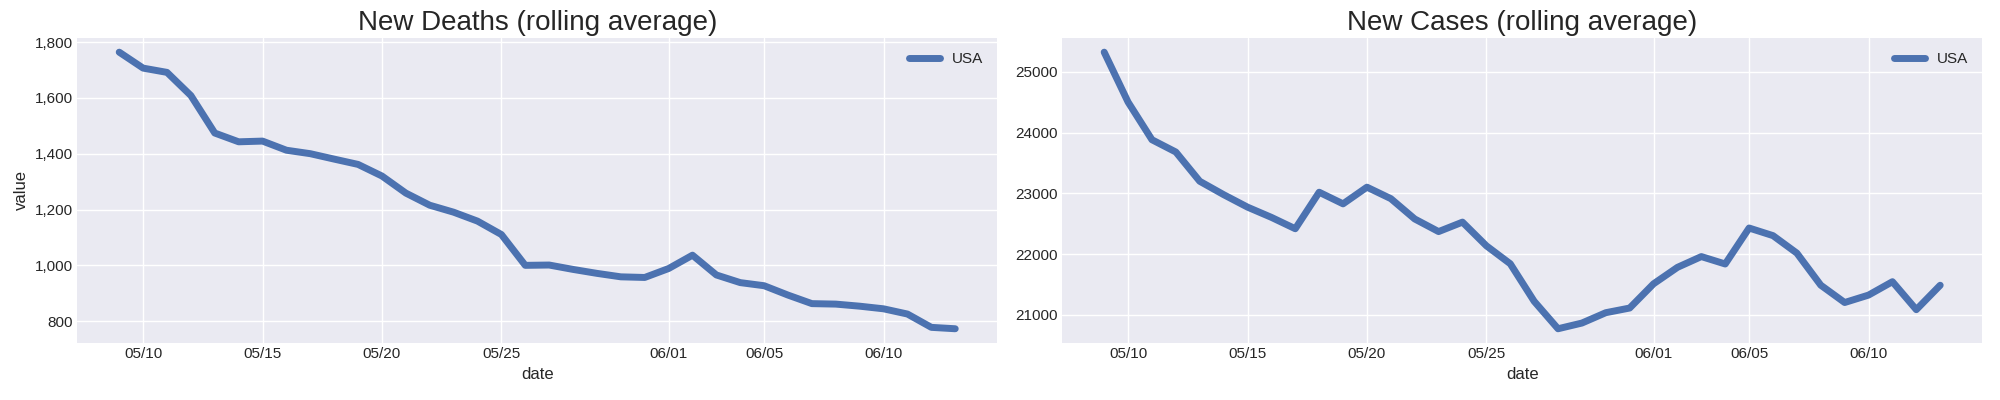 New Deaths (rolling average)
USA
value
1,800
1,600
1,400
1,200
1,000
800
05/10 05/15 05/20 05/25 06/01 06/05 06/10
date
New Cases (rolling average)
USA
25000
24000
23000
22000
21000
05/10 05/15 05/20 05/25 06/01 06/05 06/10
date